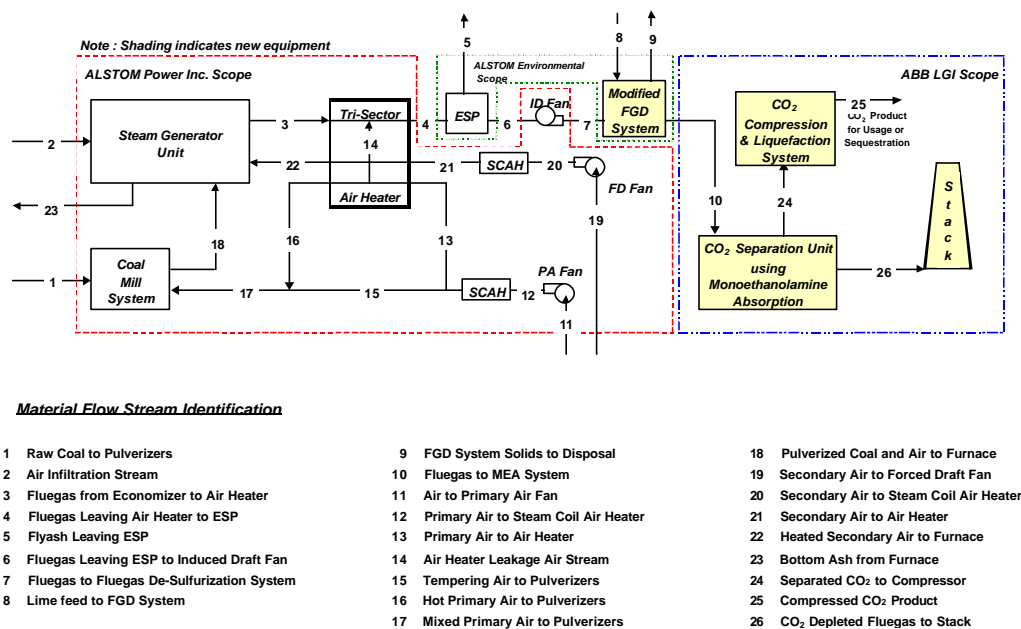 Note : Shading indicates new equipment
ALSTOM Power Inc. Scope
ALSTOM Environmental
Scope
ABB LGI Scope
5
8
9
2
Steam Generator
Unit
3
Tri-Sector
14
Air Heater
4
ESP
6
ID Fan
7
Modified
FGD
System
CO2
Compression
& Liquefaction
System
25
CO2 Product
for Usage or
Sequestration
22
21
SCAH
20
FD Fan
19
23
18
16
13
10
24
Stack
1
Coal
Mill
System
17
15
SCAH
12
PA Fan
11
CO2 Separation Unit
using
Monoethanolamine
Absorption
26
Material Flow Stream Identification
1 Raw Coal to Pulverizers
2 Air Infiltration Stream
3 Fluegas from Economizer to Air Heater
4 Fluegas Leaving Air Heater to ESP
5 Flyash Leaving ESP
6 Fluegas Leaving ESP to Induced Draft Fan
7 Fluegas to Fluegas De-Sulfurization System
8 Lime feed to FGD System
9 FGD System Solids to Disposal
10 Fluegas to MEA System
11 Air to Primary Air Fan
12 Primary Air to Steam Coil Air Heater
13 Primary Air to Air Heater
14 Air Heater Leakage Air Stream
15 Tempering Air to Pulverizers
16 Hot Primary Air to Pulverizers
17 Mixed Primary Air to Pulverizers
18 Pulverized Coal and Air to Furnace
19 Secondary Air to Forced Draft Fan
20 Secondary Air to Steam Coil Air Heater
21 Secondary Air to Air Heater
22 Heated Secondary Air to Furnace
23 Bottom Ash from Furnace
24 Separated CO2 to Compressor
25 Compressed CO2 Product
26 CO2 Depleted Fluegas to Stack